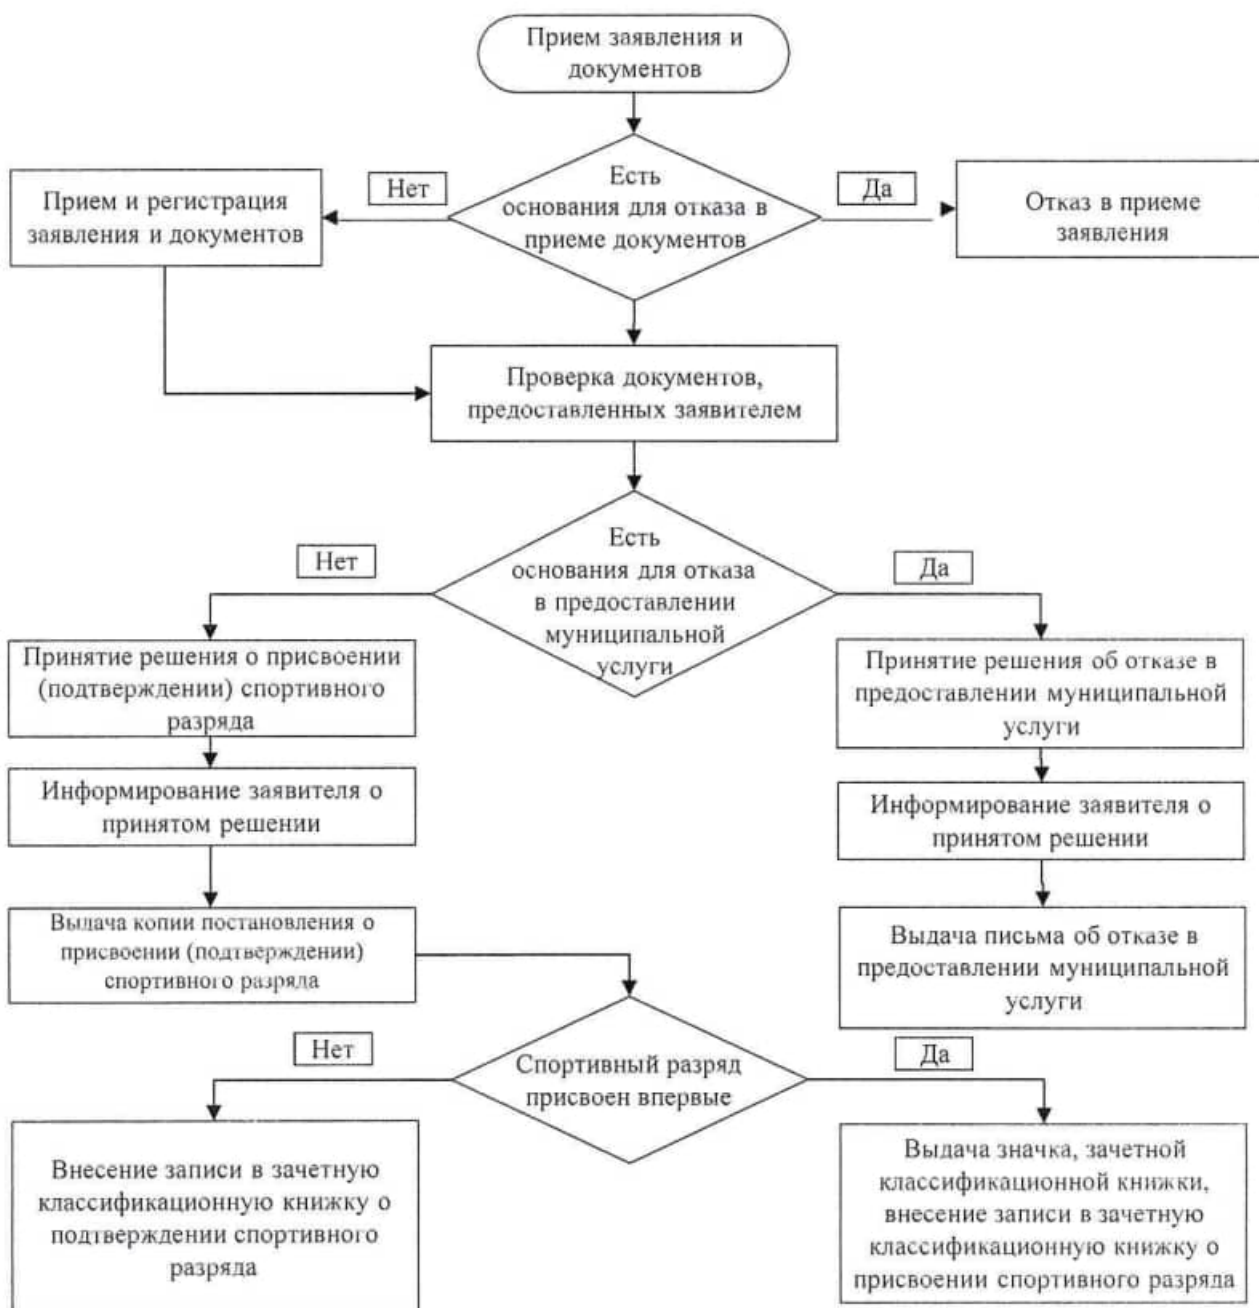 Прием заявления и
документов
Нет
Есть
основания для отказа в
приеме документов
Да
Прием и регистрация
заявления и документов
Отказ в приеме
заявления
Проверка документов,
предоставленных заявителем
Нет
Есть
основания для отказа
в предоставлении
муниципальной
услуги
Да
Принятие решения о присвоении
(подтверждении) спортивного
разряда
Принятие решения об отказе в
предоставлении муниципальной
услуги
Информирование заявителя о
принятом решении
Информирование заявителя о
принятом решении
Выдача копии постановления о
присвоении (подтверждении)
спортивного разряда
Выдача письма об отказе в
предоставлении муниципальной
услуги
Нет
Спортивный разряд
присвоен впервые
Да
Внесение записи в зачетную
классификационную книжку о
подтверждении спортивного
разряда
Выдача значка, зачетной
классификационной книжки,
внесение записи в зачетную
классификационную книжку о
присвоении спортивного разряда